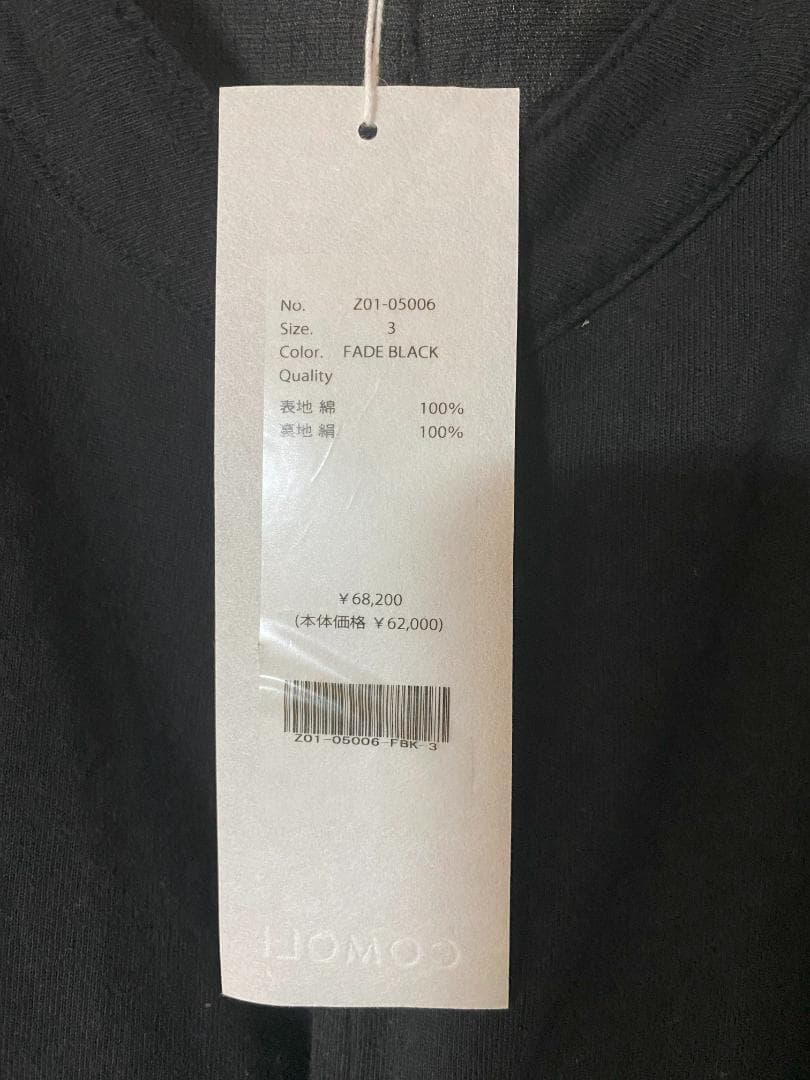 No. Z01-05006
Size. 3
Color. FADE BLACK
Quality
表地 綿 100%
裏地 絹 100%
￥68,200
(本体価格 ￥62,000)
Z01-05006-FBK-3
COMOLI